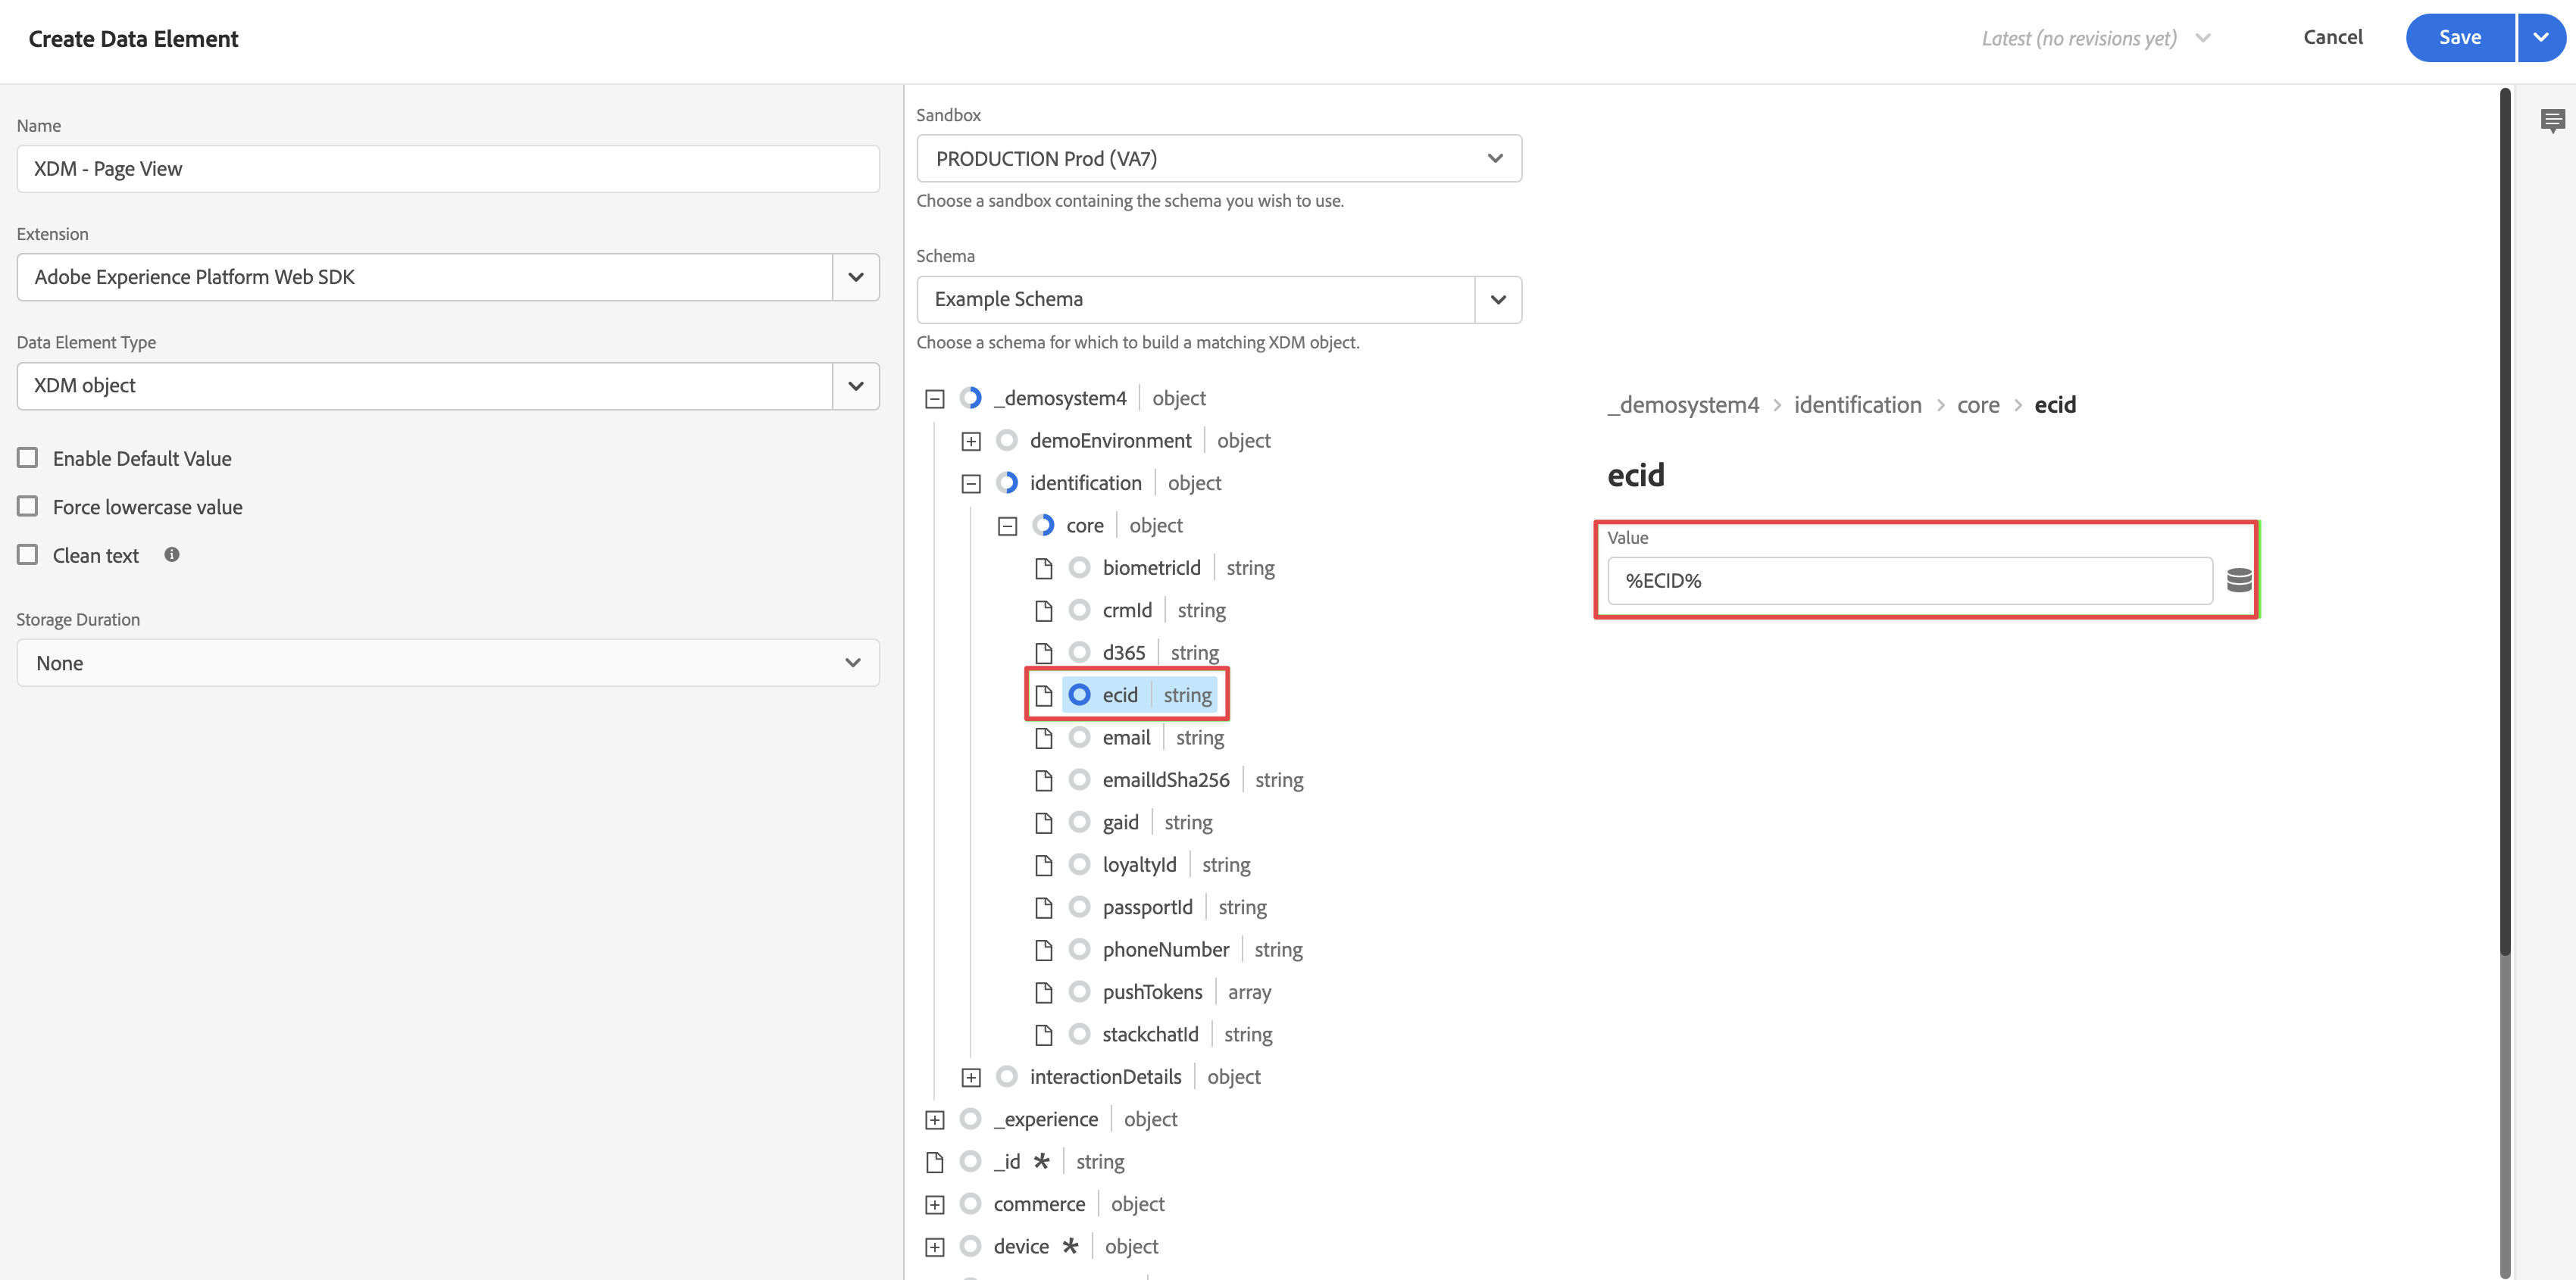 Create Data Element
Latest (no revisions yet)
Cancel
Save
Name
XDM - Page View
Extension
Adobe Experience Platform Web SDK
Data Element Type
XDM object
Enable Default Value
Force lowercase value
Clean text
Storage Duration
None
Sandbox
PRODUCTION Prod (VA7)
Choose a sandbox containing the schema you wish to use.
Schema
Example Schema
Choose a schema for which to build a matching XDM object.
_demosystem4 object
demoEnvironment object
identification object
core object
biometricId string
crmId string
d365 string
ecid string
email string
emailIdSha256 string
gaid string
loyaltyId string
passportId string
phoneNumber string
pushTokens array
stackchatId string
interactionDetails object
_experience object
_id * string
commerce object
device * object
_demosystem4 > identification > core > ecid
ecid
Value
%ECID%